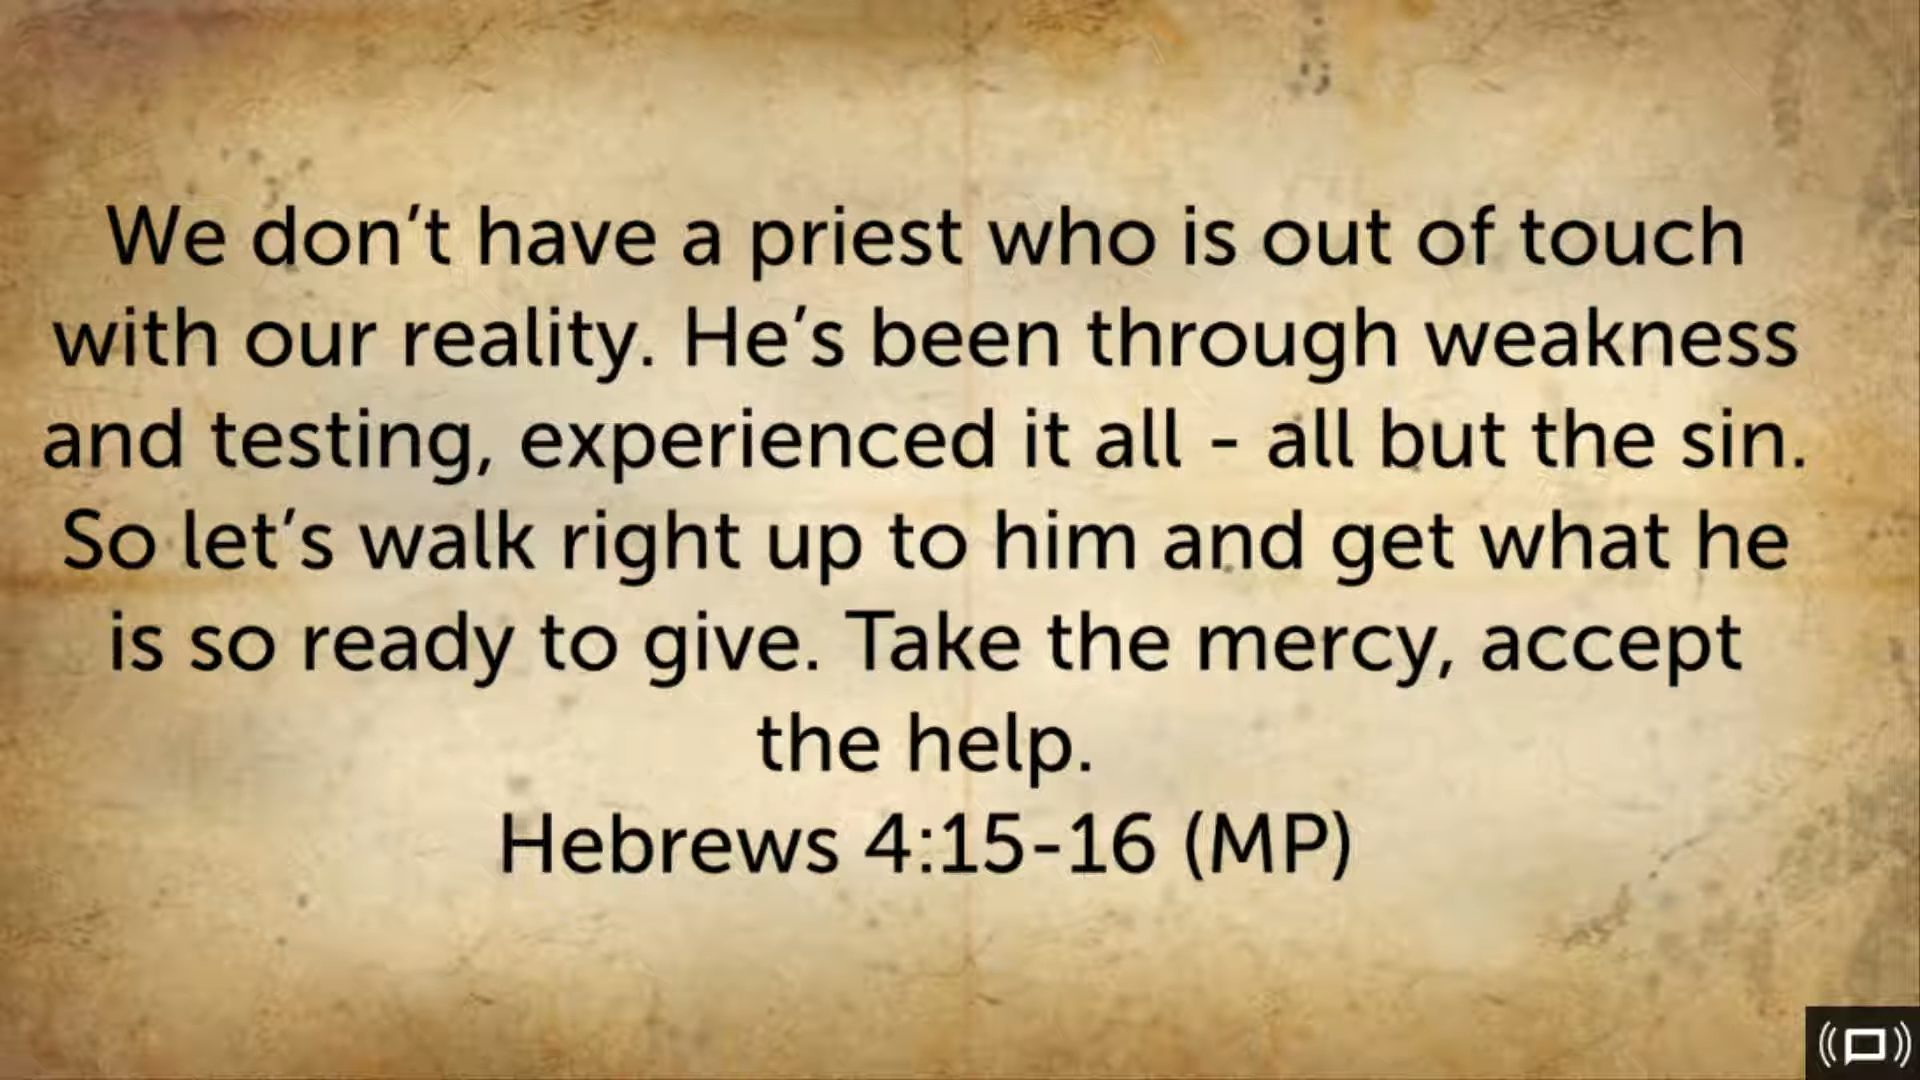 We don’t have a priest who is out of touch
with our reality. He’s been through weakness
and testing, experienced it all - all but the sin.
So let’s walk right up to him and get what he
is so ready to give. Take the mercy, accept
the help.
Hebrews 4:15-16 (MP)